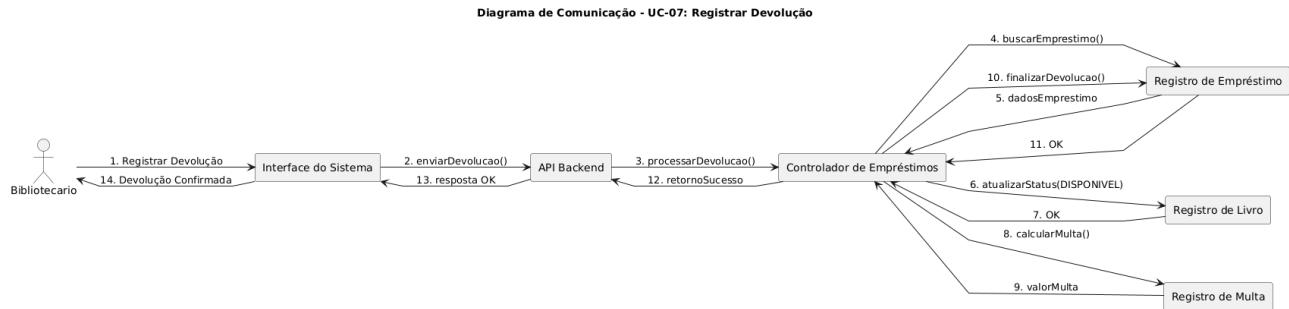 Diagrama de Comunicação - UC-07: Registrar Devolução
4. buscarEmprestimo()
10. finalizarDevolucao()
Registro de Empréstimo
5. dadosEmprestimo
11. OK
1. Registrar Devolução
Interface do Sistema
2. enviarDevolucao()
API Backend
3. processarDevolucao()
Controlador de Empréstimos
14. Devolução Confirmada
13. resposta OK
12. retornoSucesso
Bibliotecario
6. atualizarStatus(DISPONIVEL)
Registro de Livro
7. OK
8. calcularMulta()
9. valorMulta
Registro de Multa